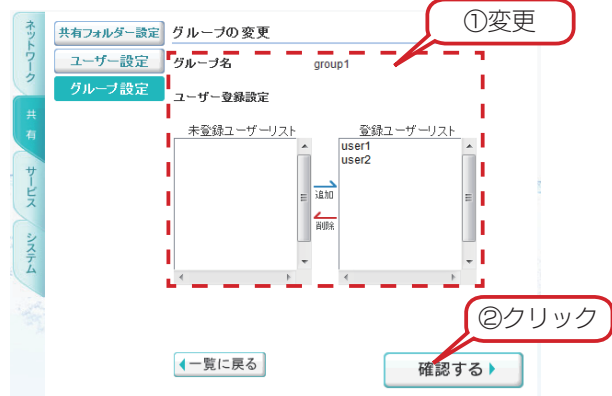 ①変更
ネットワーク
共有
サービス
システム
共有フォルダー設定
ユーザー設定
グループ設定
グループの変更
グループ名 group1
ユーザー登録設定
未登録ユーザーリスト
登録ユーザーリスト
user1
user2
追加
削除
②クリック
一覧に戻る
確認する